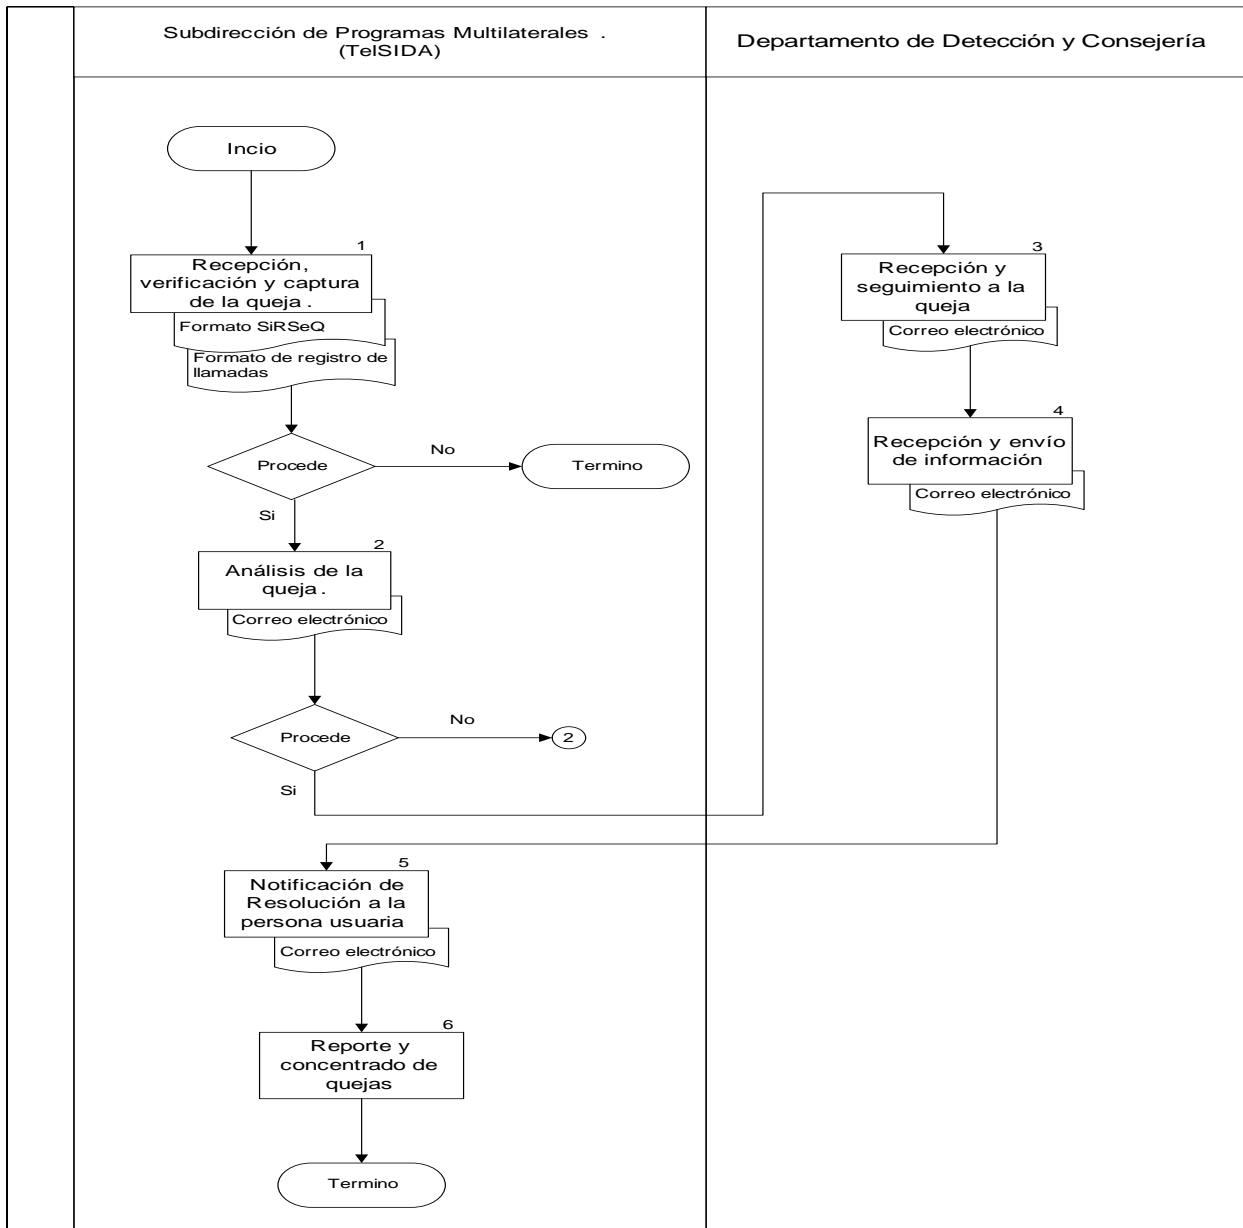 Subdirección de Programas Multilaterales .
(TelSIDA)
Departamento de Detección y Consejería
Incio
1
Recepción,
verificación y captura
de la queja .
Formato SiRSeQ
Formato de registro de
llamadas
Procede
No
Termino
Si
2
Análisis de la
queja .
Correo electrónico
Procede
No
2
Si
3
Recepción y
seguimiento a la
queja
Correo electrónico
4
Recepción y envío
de información
Correo electrónico
5
Notificación de
Resolución a la
persona usuaria
Correo electrónico
6
Reporte y
concentrado de
quejas
Termino